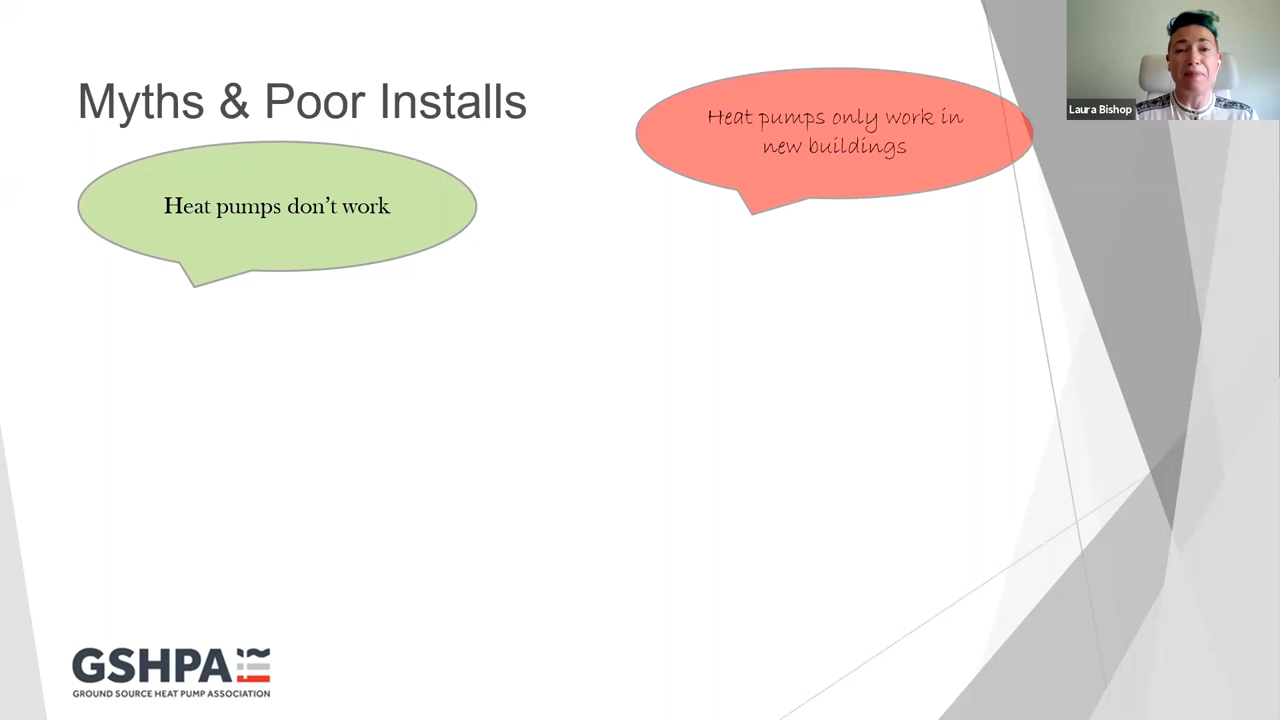 Myths & Poor Installs
Heat pumps only work in
new buildings
Laura Bishop
Heat pumps don't work
GSHPA
GROUND SOURCE HEAT PUMP ASSOCIATION